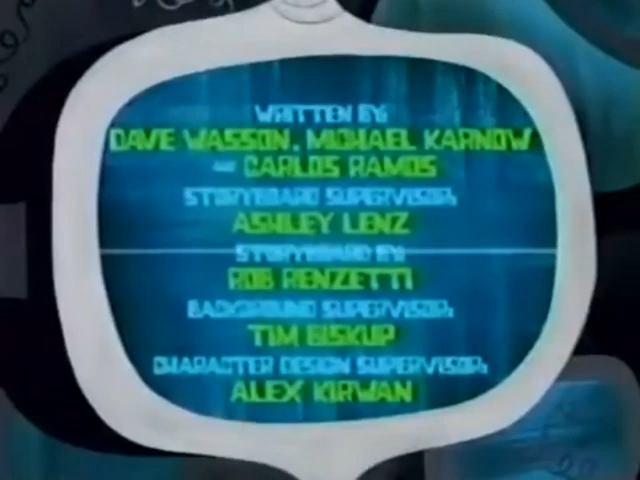 WRITTEN BY:
DAVE WASSON, MICHAEL KARNOW
CARLOS RAMOS
STORYBOARD SUPERVISOR:
ASHLEY LENZ
STORYBOARD BY:
ROB RENZETTI
BACKGROUND SUPERVISOR:
TIM BISKUP
CHARACTER DESIGN SUPERVISOR:
ALEX KIRWAN